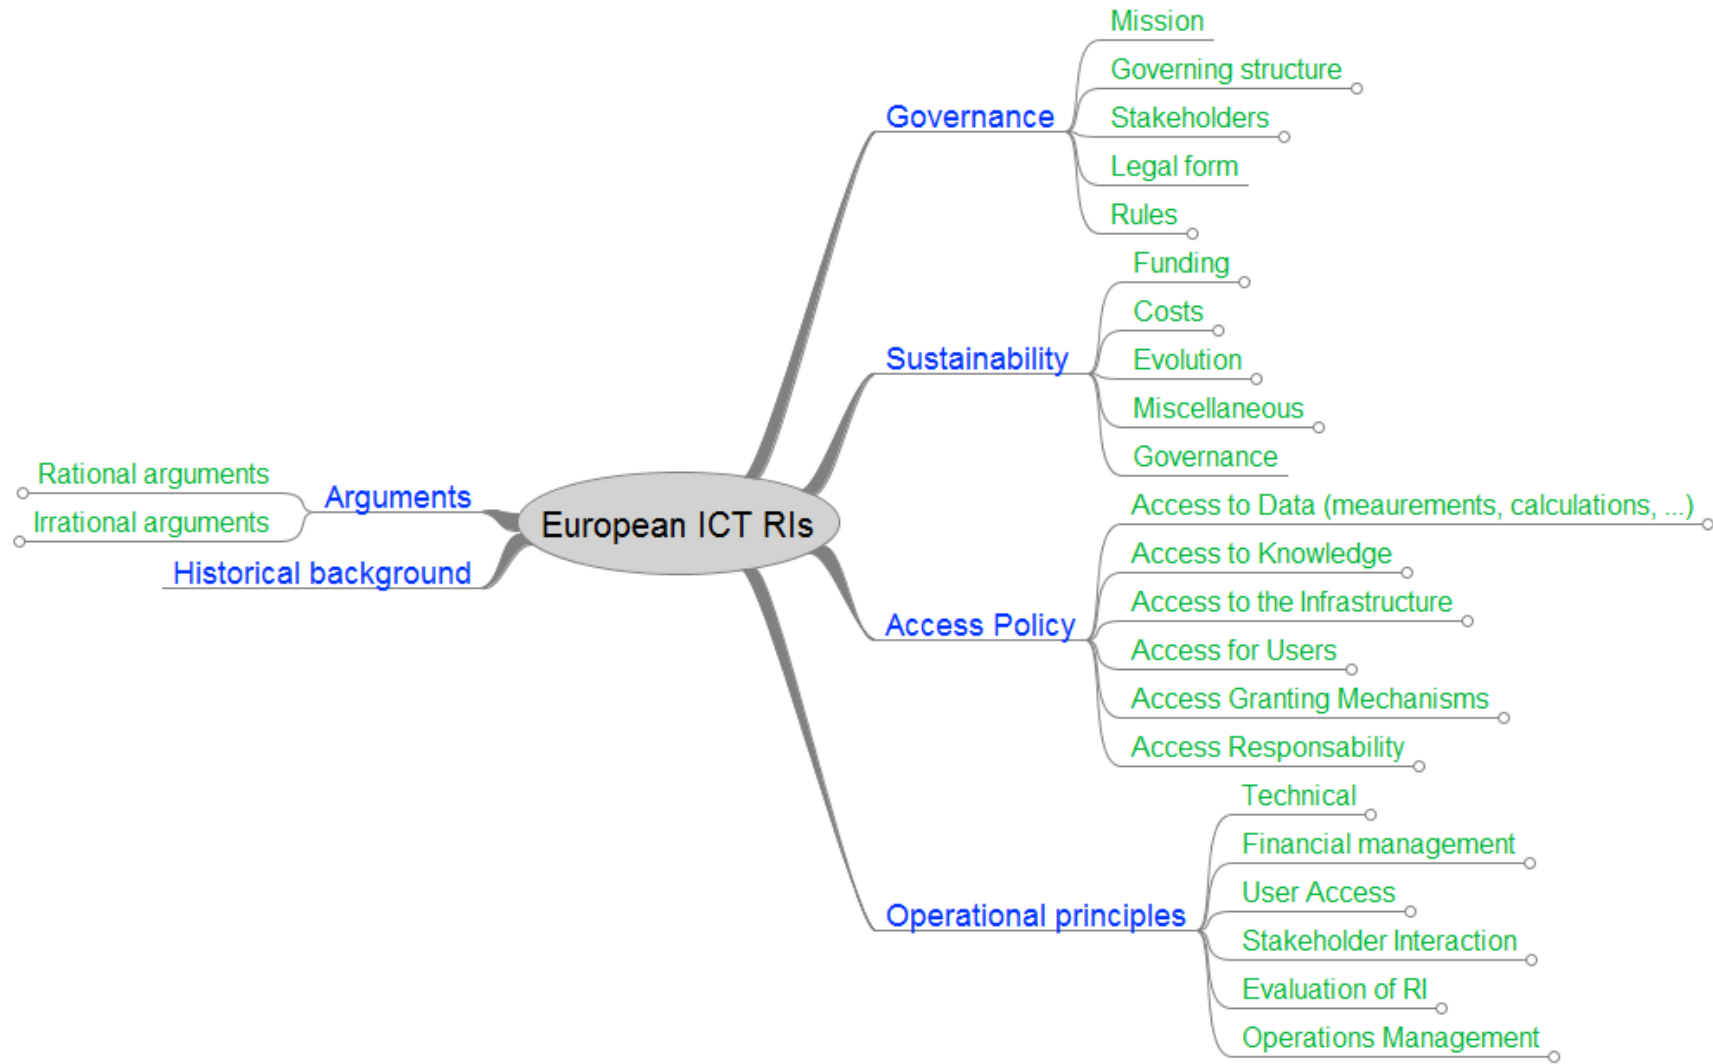 European ICT RIs
Governance
Mission
Governing structure
Stakeholders
Legal form
Rules
Sustainability
Funding
Costs
Evolution
Miscellaneous
Governance
Access Policy
Access to Data (meaurements, calculations, ...)
Access to Knowledge
Access to the Infrastructure
Access for Users
Access Granting Mechanisms
Access Responsability
Operational principles
Technical
Financial management
User Access
Stakeholder Interaction
Evaluation of RI
Operations Management
Arguments
Rational arguments
Irrational arguments
Historical background